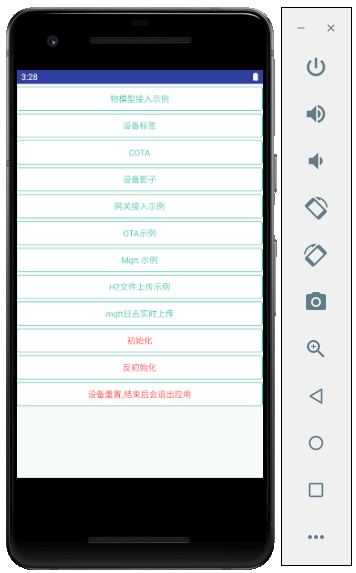 3:28
物模型接入示例
设备标签
COTA
设备影子
网关接入示例
OTA示例
Mqtt 示例
H2文件上传示例
mqtt日志实时上传
初始化
反初始化
设备重置,结束后会退出应用